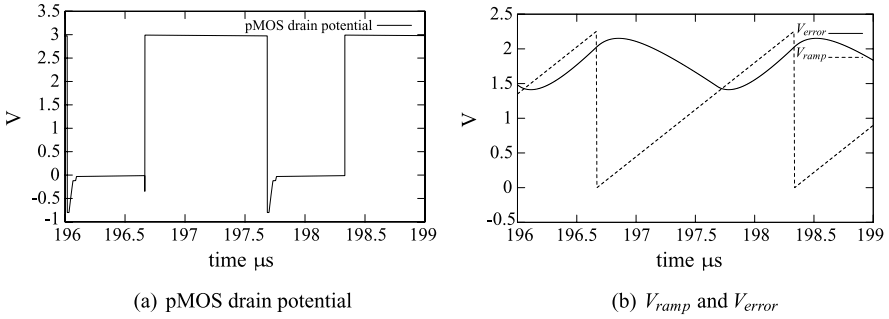 pMOS drain potential
3.5
3
2.5
2
1.5
1
0.5
0
-0.5
-1
V
196 196.5 197 197.5 198 198.5 199
time μs
(a) pMOS drain potential
V_error
V_ramp
2.5
2
1.5
1
0.5
0
-0.5
V
196 196.5 197 197.5 198 198.5 199
time μs
(b) V_ramp and V_error